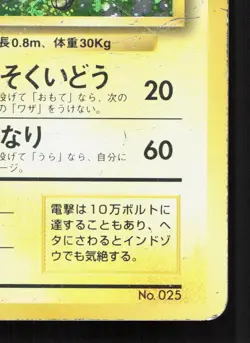 長0.8m、体重30Kg
そくいどう 20
投げて「おもて」なら、次の
の「ワザ」をうけない。
なり 60
投げて「うら」なら、自分に
ージ。
電撃は10万ボルトに
達することもあり、ヘ
タにさわるとインドゾ
ウでも気絶する。
No.025